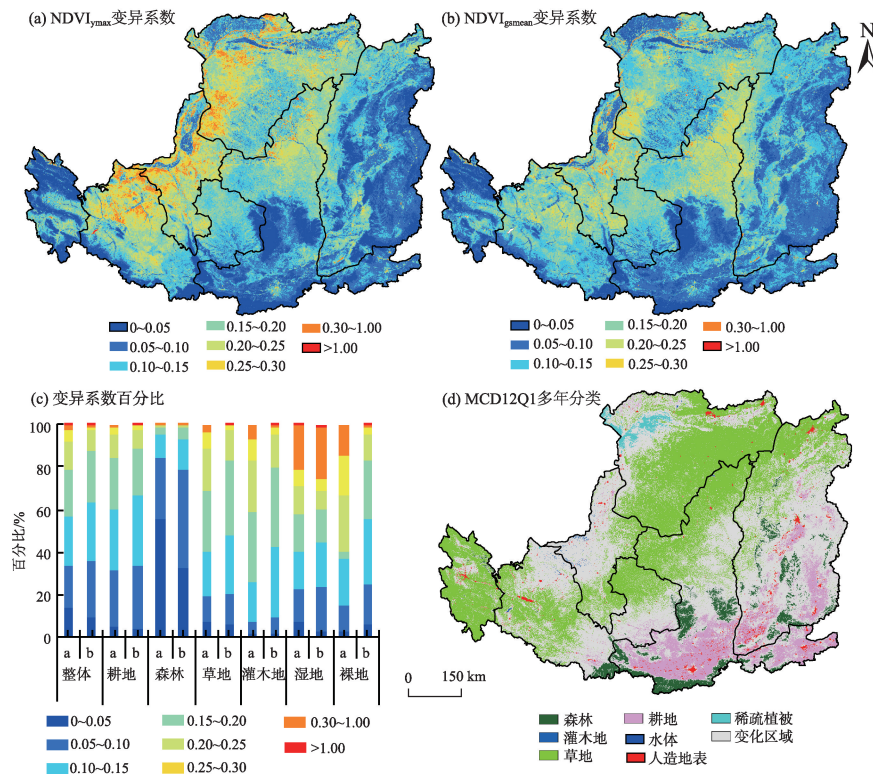 (a) NDVIymax变异系数
(b) NDVIgsmean变异系数
N
0~0.05 0.15~0.20 0.30~1.00
0.05~0.10 0.20~0.25 >1.00
0.10~0.15 0.25~0.30
0~0.05 0.15~0.20 0.30~1.00
0.05~0.10 0.20~0.25 >1.00
0.10~0.15 0.25~0.30
(c) 变异系数百分比
百分比/%
100
80
60
40
20
0
a b a b a b a b a b a b a b
整体 耕地 森林 草地 灌木地 湿地 裸地
0~0.05 0.15~0.20 0.30~1.00
0.05~0.10 0.20~0.25 >1.00
0.10~0.15 0.25~0.30
(d) MCD12Q1多年分类
0 150 km
森林 耕地 稀疏植被
灌木地 水体 变化区域
草地 人造地表